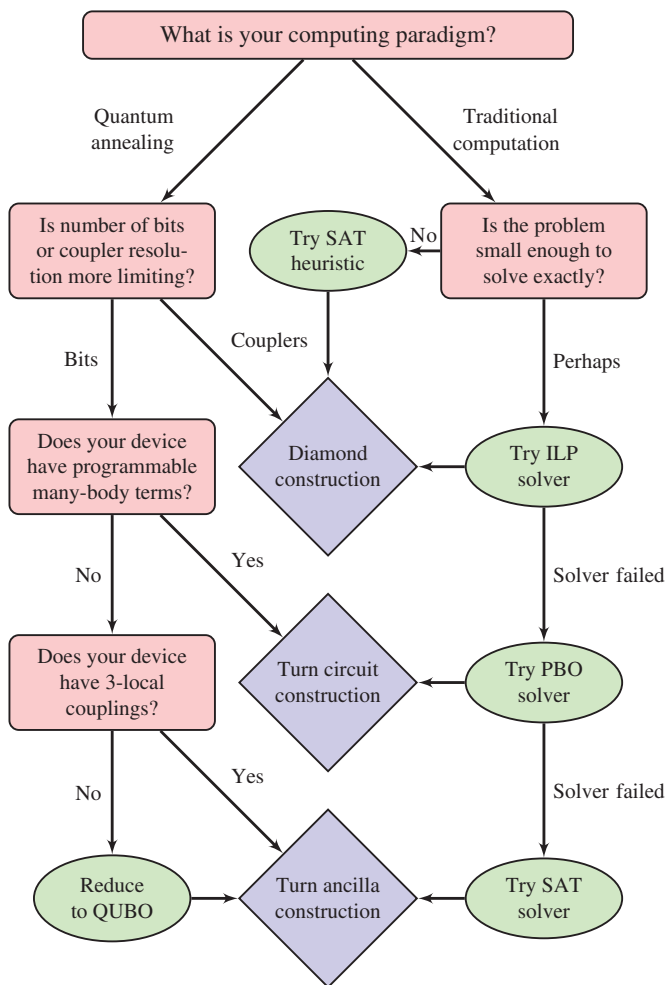 What is your computing paradigm?
Quantum
annealing
Traditional
computation
Is number of bits
or coupler resolu-
tion more limiting?
Try SAT
heuristic
No
Is the problem
small enough to
solve exactly?
Bits
Couplers
Perhaps
Does your device
have programmable
many-body terms?
Diamond
construction
Try ILP
solver
No
Yes
Solver failed
Does your device
have 3-local
couplings?
Turn circuit
construction
Try PBO
solver
No
Yes
Solver failed
Reduce
to QUBO
Turn ancilla
construction
Try SAT
solver